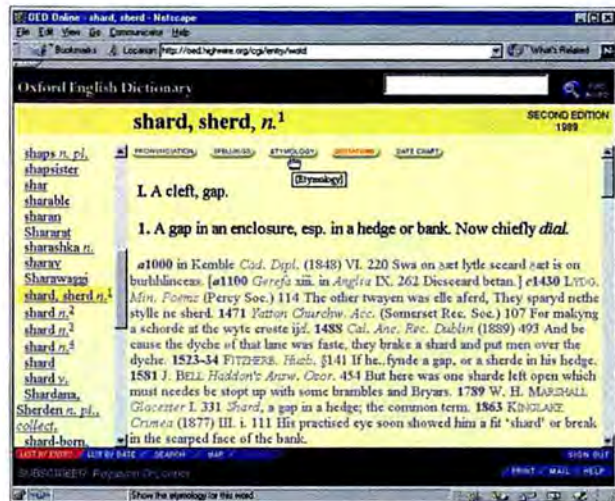 OED Online - shard, sherd - Netscape
File Edit View Go Communicator Help
Bookmarks Location: http://oed.highwire.org/cgi/entry/wold What's Related
Oxford English Dictionary
shard, sherd, n.1
SECOND EDITION
1989
PRONUNCIATION SPELLINGS ETYMOLOGY QUOTATIONS DATE CHART
[Etymology]
shaps n. pl.
shapsister
shar
sharable
sharan
Shararat
sharashka n.
sharav
Sharawaggi
shard, sherd n.1
shard n.2
shard n.3
shard n.4
shard
shard v.
Shardana,
Sherden n. pl.,
collect.
shard-born,
I. A cleft, gap.
1. A gap in an enclosure, esp. in a hedge or bank. Now chiefly dial.
a1000 in Kemble Cod. Dipl. (1848) VI. 220 Swa on ðæt lytle sceard ðæt is on
burhhlinceas. [a1100 Gerefa xiii. in Anglia IX. 262 Dicsceard betan.] c1430 LYDG.
Min. Poems (Percy Soc.) 114 The other twayen was elle aferd, They sparyd nethe
stylle ne sherd. 1471 Yatton Churchw. Acc. (Somerset Rec. Soc.) 107 For makyng
a schorde at the wyte croste ijd. 1488 Cal. Anc. Rec. Dublin (1889) 493 And be
cause the dyche of that lane was faste, they brake a shard and put men over the
dyche. 1523-34 FITZHERB. Husb. §141 If he..fynde a gap, or a sherde in his hedge.
1581 J. BELL Haddon's Answ. Osor. 454 But here was one sharde left open which
must needes be stopt up with some brambles and Bryars. 1789 W. H. MARSHALL
Glocester I. 331 Shard, a gap in a hedge; the common term. 1863 KINGLAKE
Crimea (1877) III. i. 111 His practised eye soon showed him a fit 'shard' or break
in the scarped face of the bank.
LIST BY ENTRY LIST BY DATE SEARCH MAP SIGN OUT
SUBSCRIBER: PRINT MAIL HELP
Show the etymology for this word